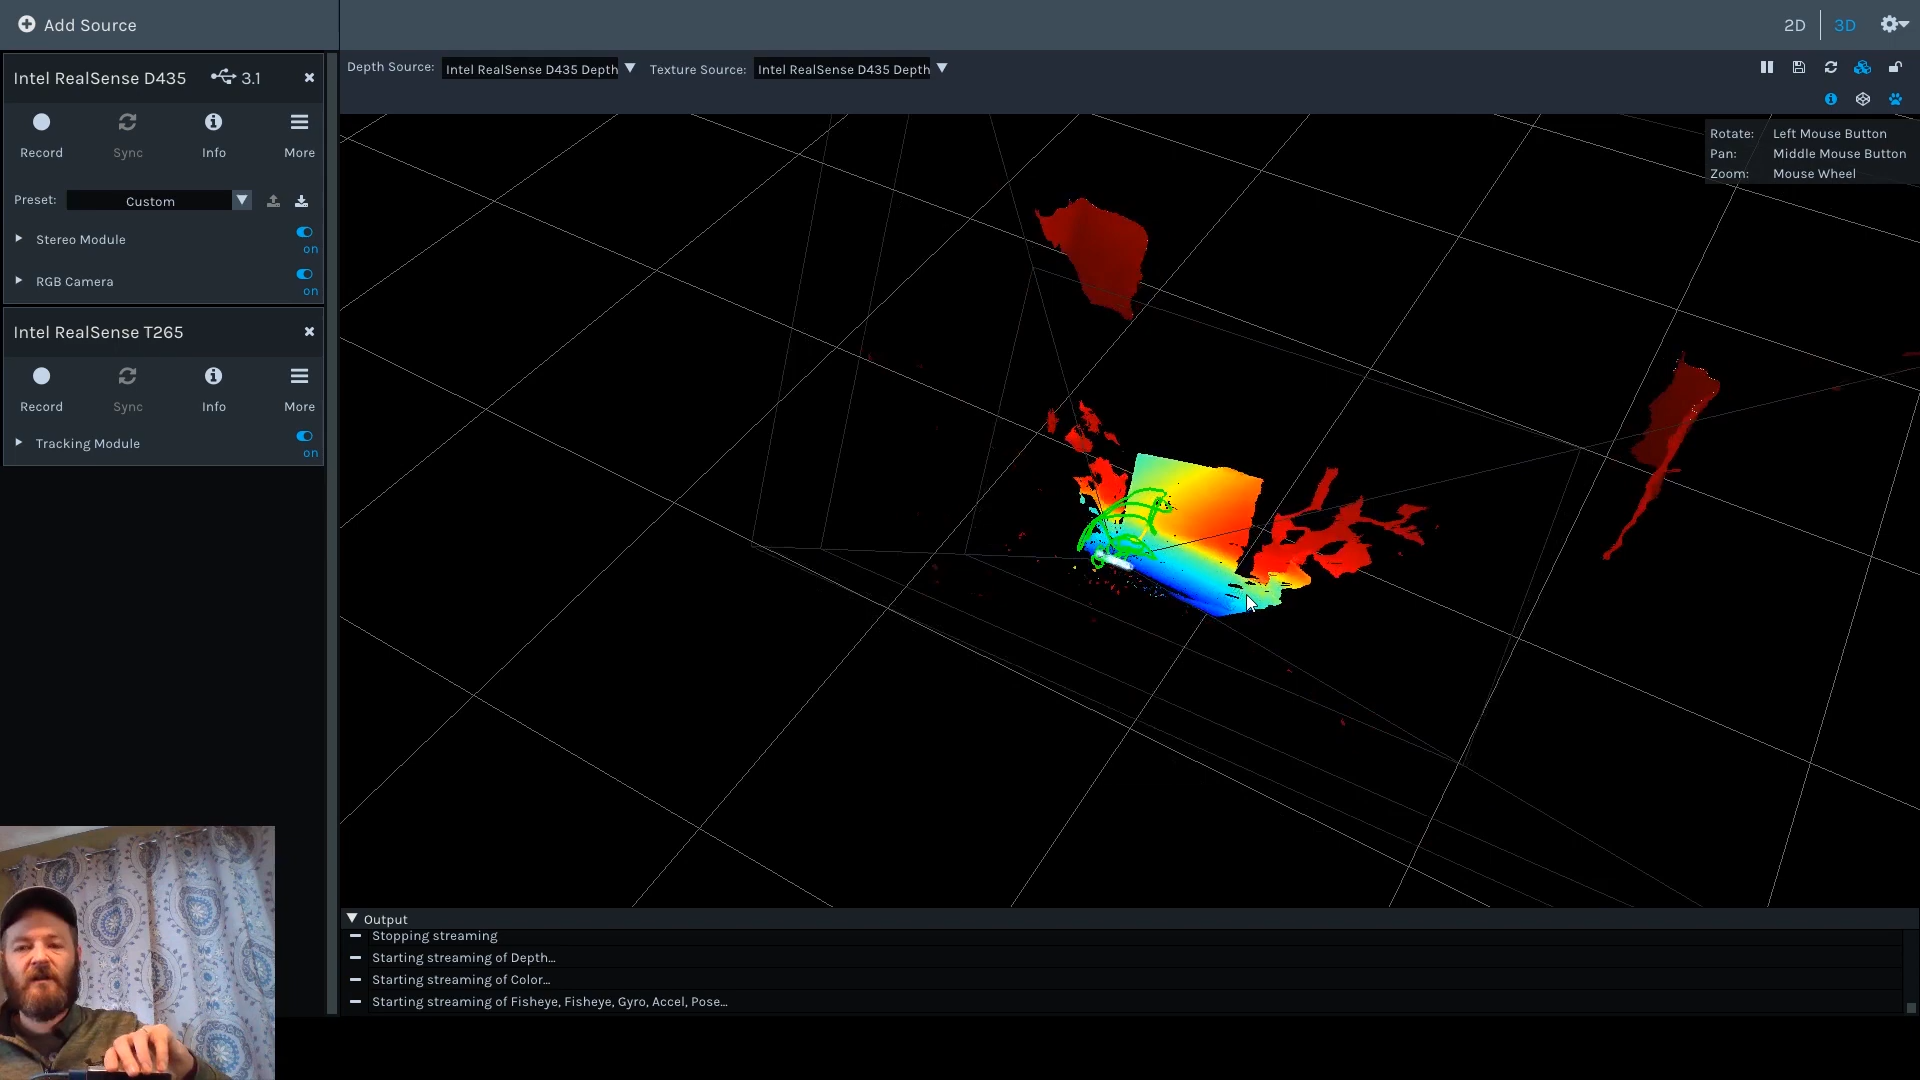 Add Source
2D
3D
Intel RealSense D435
3.1
Depth Source:
Intel RealSense D435 Depth
Texture Source:
Intel RealSense D435 Depth
Record
Sync
Info
More
Rotate: Left Mouse Button
Pan: Middle Mouse Button
Zoom: Mouse Wheel
Preset:
Custom
Stereo Module
on
RGB Camera
on
Intel RealSense T265
Record
Sync
Info
More
Tracking Module
on
Output
Stopping streaming
Starting streaming of Depth...
Starting streaming of Color...
Starting streaming of Fisheye, Fisheye, Gyro, Accel, Pose...